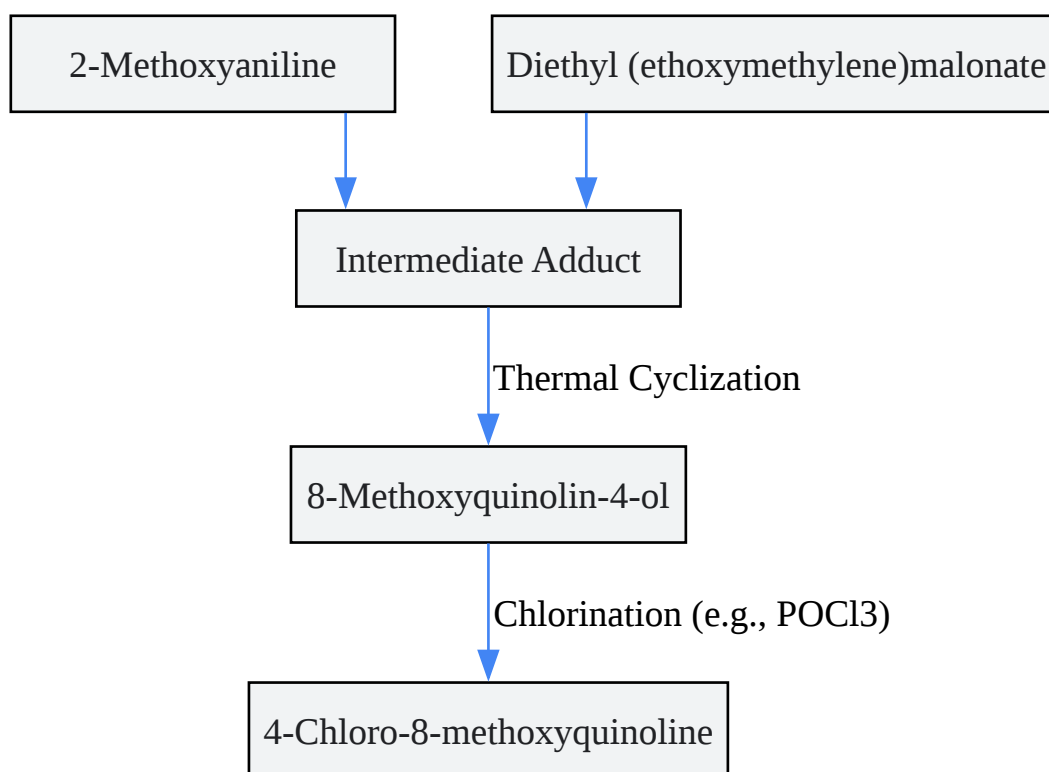 2-Methoxyaniline
Diethyl (ethoxymethylene)malonate
Intermediate Adduct
Thermal Cyclization
8-Methoxyquinolin-4-ol
Chlorination (e.g., POCl3)
4-Chloro-8-methoxyquinoline